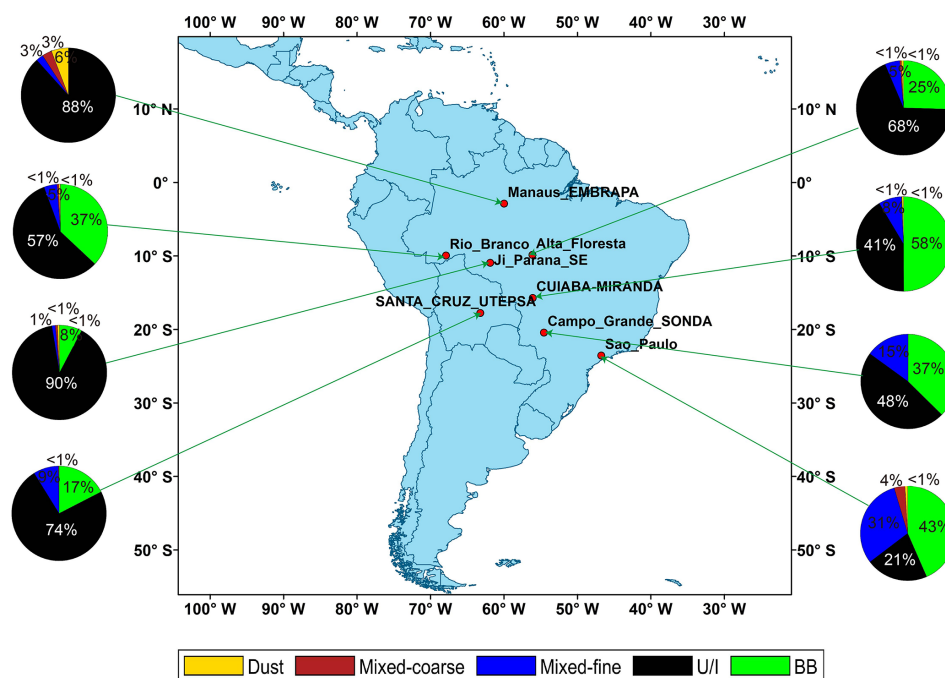 100° W 90° W 80° W 70° W 60° W 50° W 40° W 30° W
3% 3% 6% 88%
<1% <1% 5% 25% 68%
10° N 10° N
0° 0°
10° S 10° S
20° S 20° S
30° S 30° S
40° S 40° S
50° S 50° S
<1% <1% 37% 57%
<1% <1% 58% 41%
1% <1% <1% 8% 90%
15% 37% 48%
<1% 9% 17% 74%
4% <1% 31% 43% 21%
Manaus_EMBRAPA
Rio_Branco Alta_Floresta
Ji_Parana_SE
CUIABA-MIRANDA
SANTA_CRUZ_UTEPSA
Campo_Grande_SONDA
Sao_Paulo
100° W 90° W 80° W 70° W 60° W 50° W 40° W 30° W
Dust Mixed-coarse Mixed-fine U/I BB